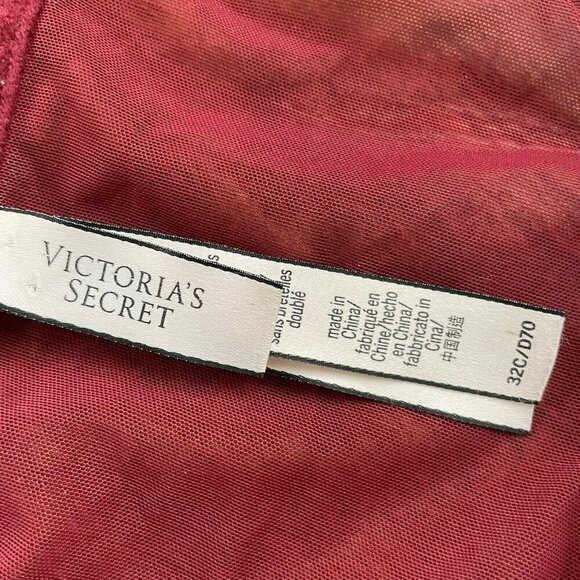 VICTORIA'S
SECRET
s
sans bretelles
doublé
made in
China/
fabriqué en
Chine/hecho
en China/
fabbricato in
Cina/
中国制造
32C/D70